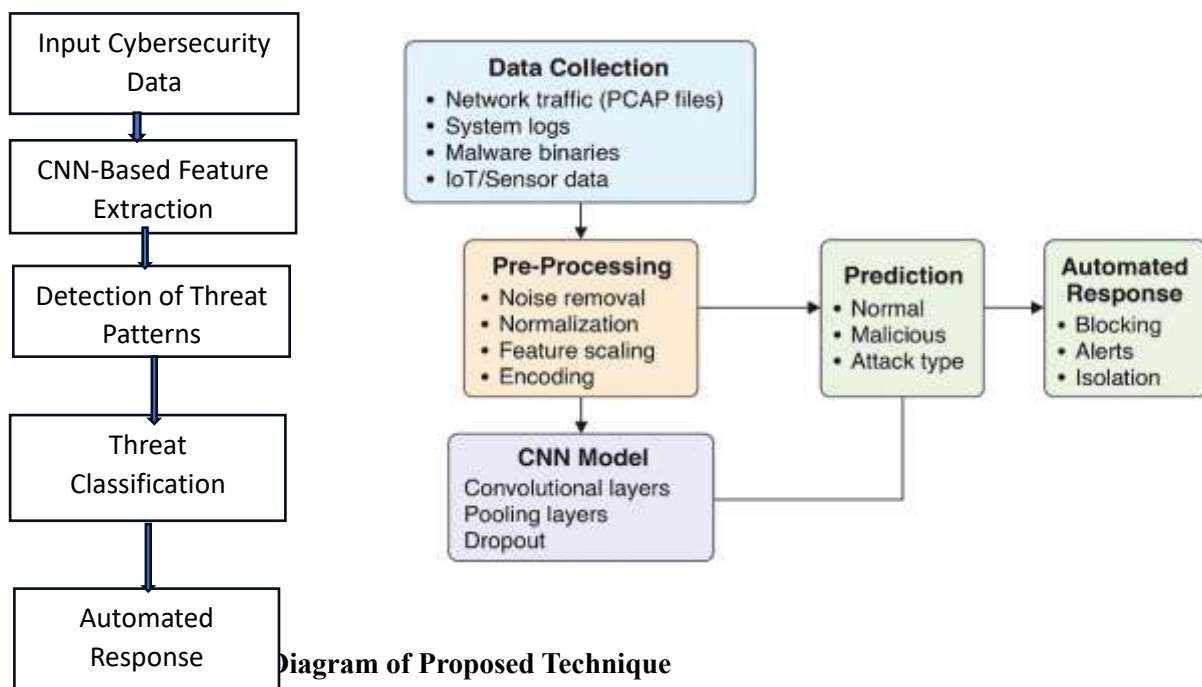 Input Cybersecurity
Data
CNN-Based Feature
Extraction
Detection of Threat
Patterns
Threat
Classification
Automated
Response
Data Collection
• Network traffic (PCAP files)
• System logs
• Malware binaries
• IoT/Sensor data
Pre-Processing
• Noise removal
• Normalization
• Feature scaling
• Encoding
CNN Model
Convolutional layers
Pooling layers
Dropout
Prediction
• Normal
• Malicious
• Attack type
Automated
Response
• Blocking
• Alerts
• Isolation
Diagram of Proposed Technique